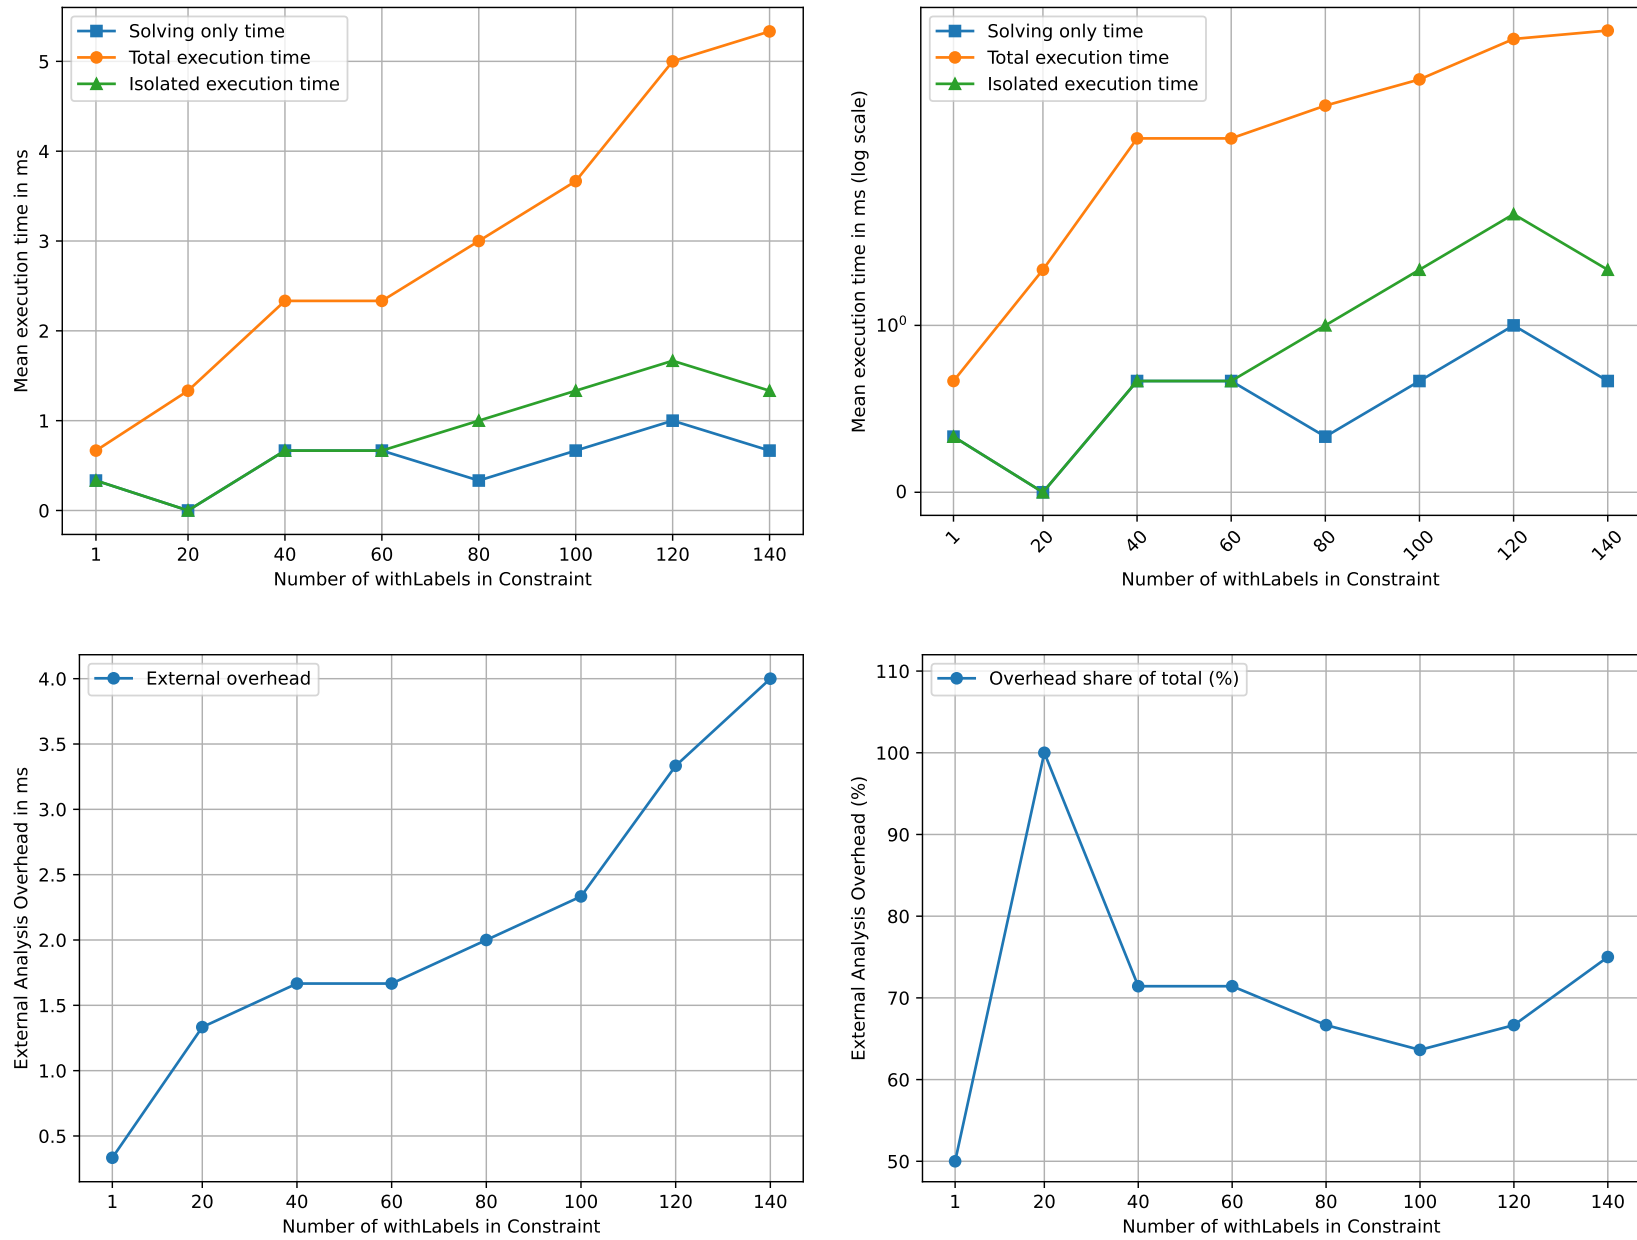 Solving only time
Total execution time
Isolated execution time
Mean execution time in ms
5
4
3
2
1
0
1 20 40 60 80 100 120 140
Number of withLabels in Constraint
Solving only time
Total execution time
Isolated execution time
Mean execution time in ms (log scale)
10⁰
0
1 20 40 60 80 100 120 140
Number of withLabels in Constraint
External overhead
External Analysis Overhead in ms
4.0
3.5
3.0
2.5
2.0
1.5
1.0
0.5
1 20 40 60 80 100 120 140
Number of withLabels in Constraint
Overhead share of total (%)
External Analysis Overhead (%)
110
100
90
80
70
60
50
1 20 40 60 80 100 120 140
Number of withLabels in Constraint